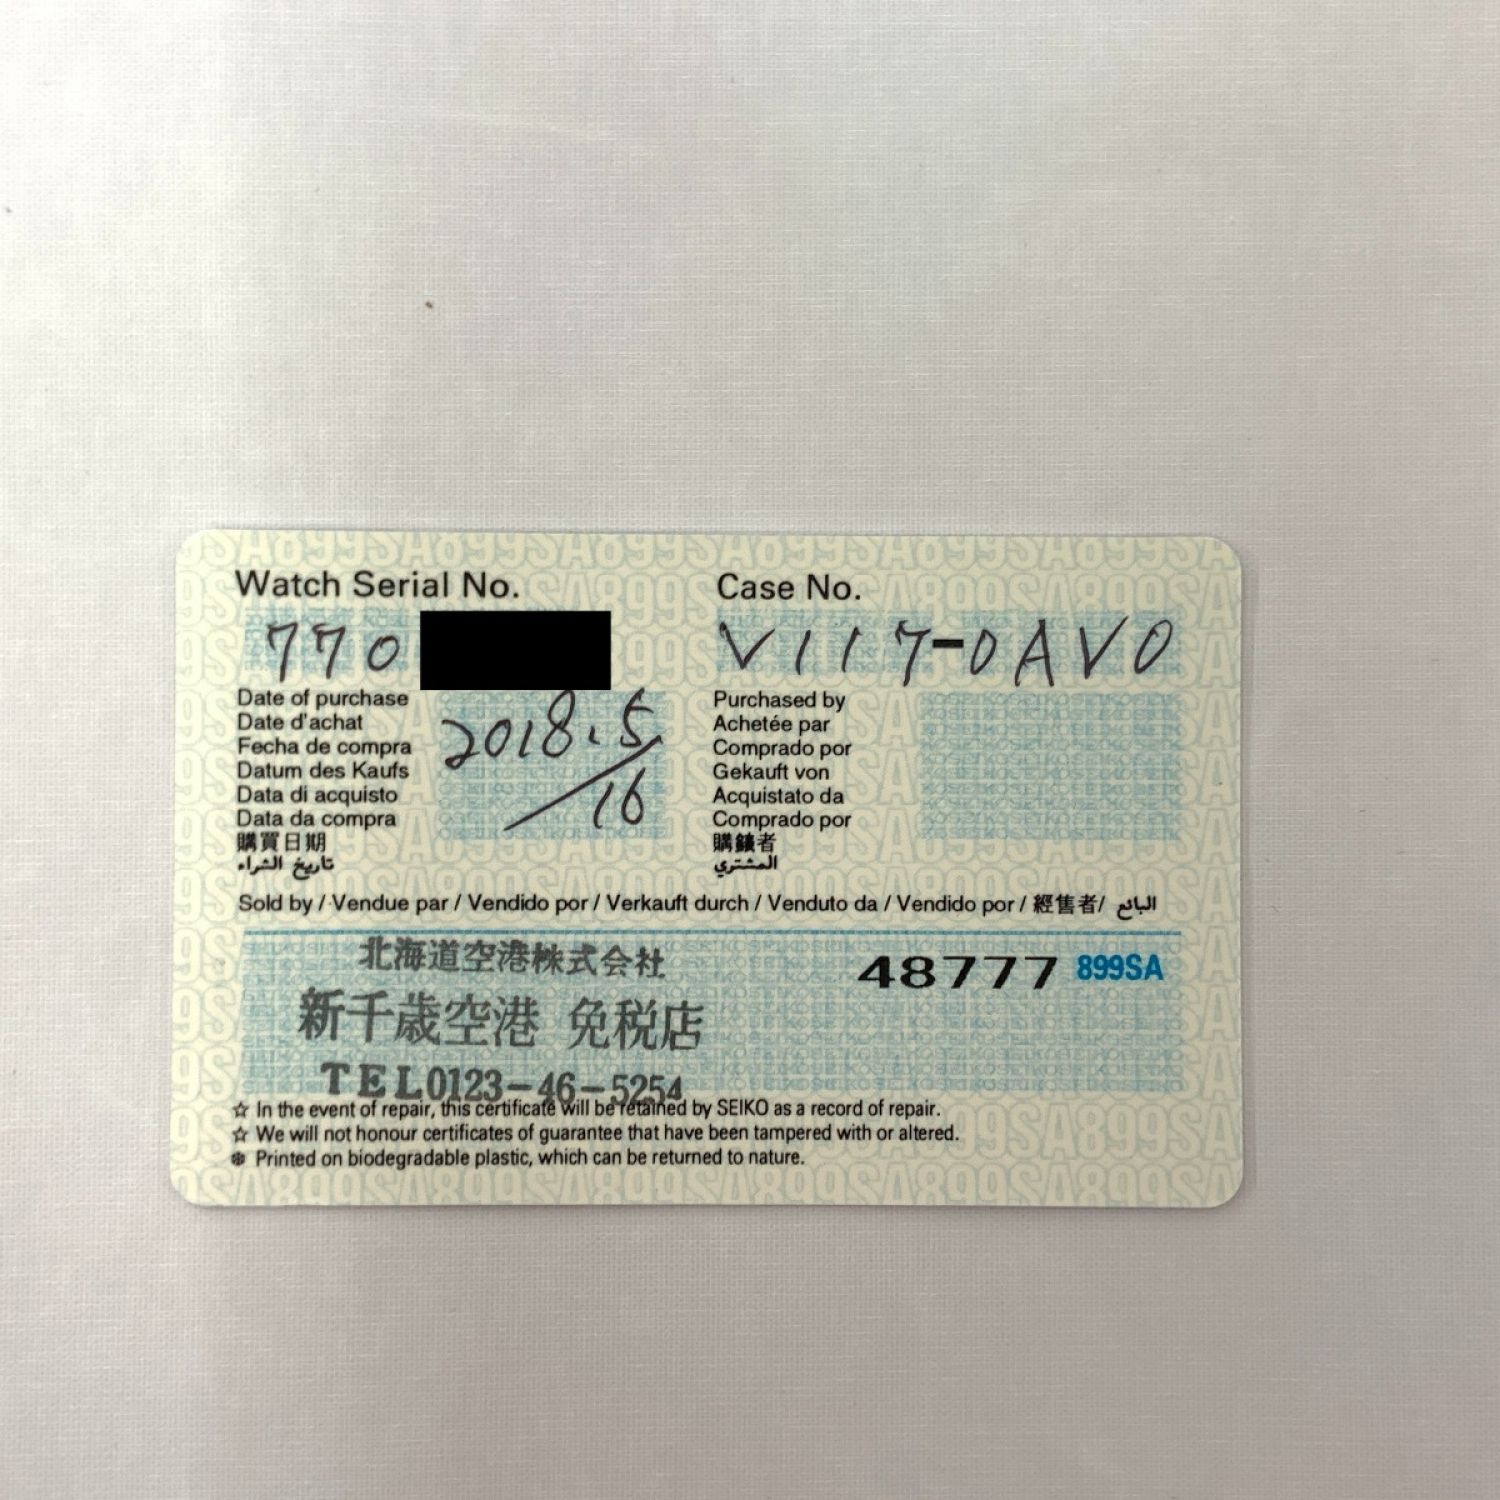 Watch Serial No.
770
Case No.
V117-0AV0
Date of purchase
Date d'achat
Fecha de compra
Datum des Kaufs
Data di acquisto
Data da compra
購買日期
تاريخ الشراء
2018.5/16
Purchased by
Achetée par
Comprado por
Gekauft von
Acquistato da
Comprado por
購錶者
المشتري
Sold by / Vendue par / Vendido por / Verkauft durch / Venduto da / Vendido por / 經售者/ البائع
北海道空港株式会社
新千歳空港 免税店
TEL0123-46-5254
48777 899SA
☆ In the event of repair, this certificate will be retained by SEIKO as a record of repair.
☆ We will not honour certificates of guarantee that have been tampered with or altered.
❄ Printed on biodegradable plastic, which can be returned to nature.